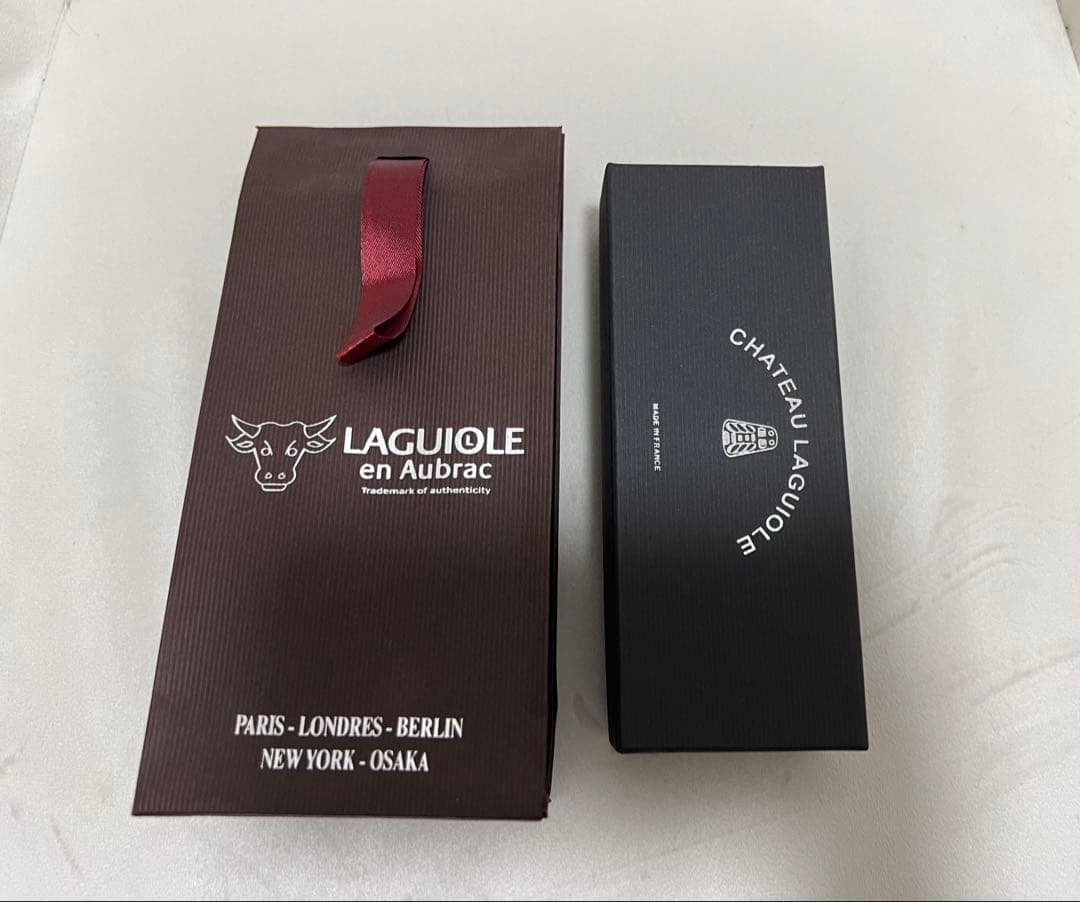 LAGUIOLE
en Aubrac
Trademark of authenticity
PARIS - LONDRES - BERLIN
NEW YORK - OSAKA
CHATEAU LAGUIOLE
MADE IN FRANCE